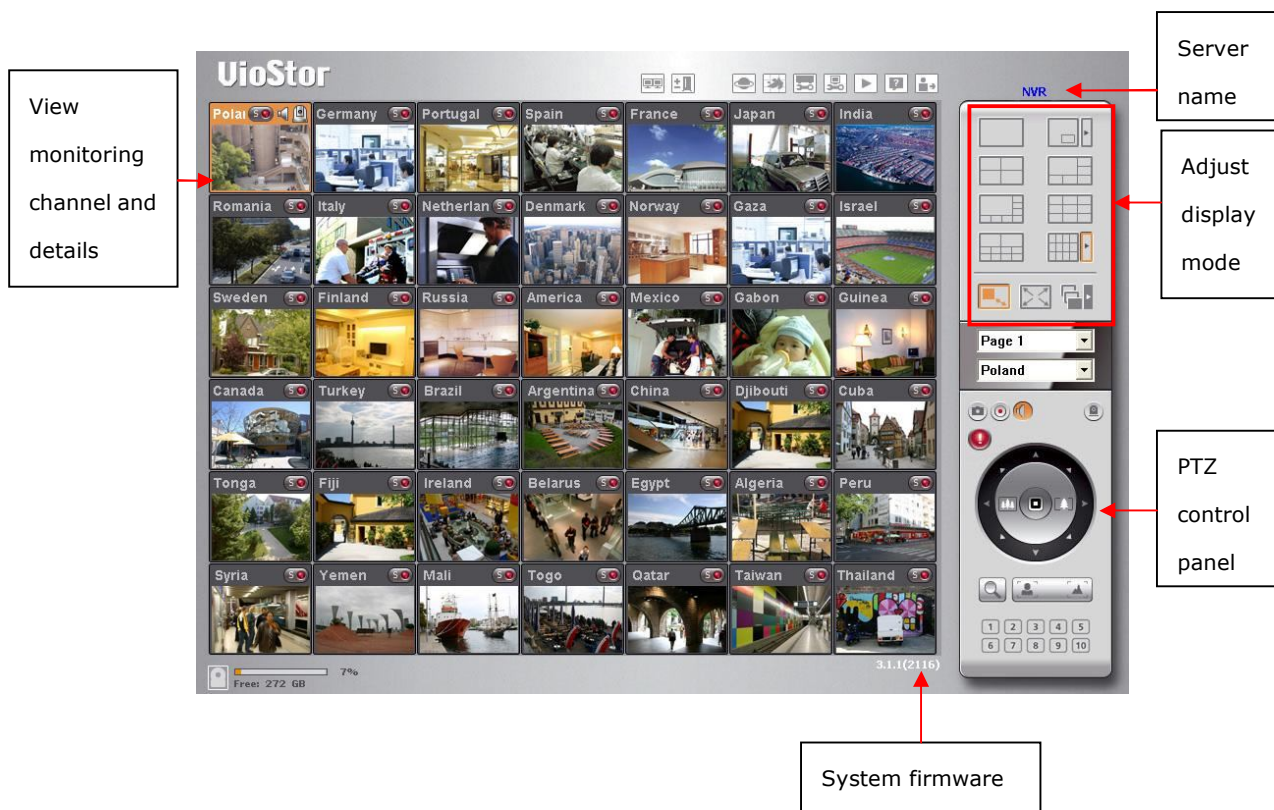 Server
name
VioStor
NVR
View
monitoring
channel and
details
Adjust
display
mode
Pola S
Germany S
Portugal S
Spain S
France S
Japan S
India S
Romania S
Italy S
Netherlan S
Denmark S
Norway S
Gaza S
Israel S
Sweden S
Finland S
Russia S
America S
Mexico S
Gabon S
Guinea S
Page 1
Poland
Canada S
Turkey S
Brazil S
Argentina S
China S
Djibouti S
Cuba S
PTZ
control
panel
Tonga S
Fiji S
Ireland S
Belarus S
Egypt S
Algeria S
Peru S
Syria S
Yemen S
Mali S
Togo S
Qatar S
Taiwan S
Thailand S
1 2 3 4 5
6 7 8 9 10
7%
Free: 272 GB
3.1.1(2116)
System firmware